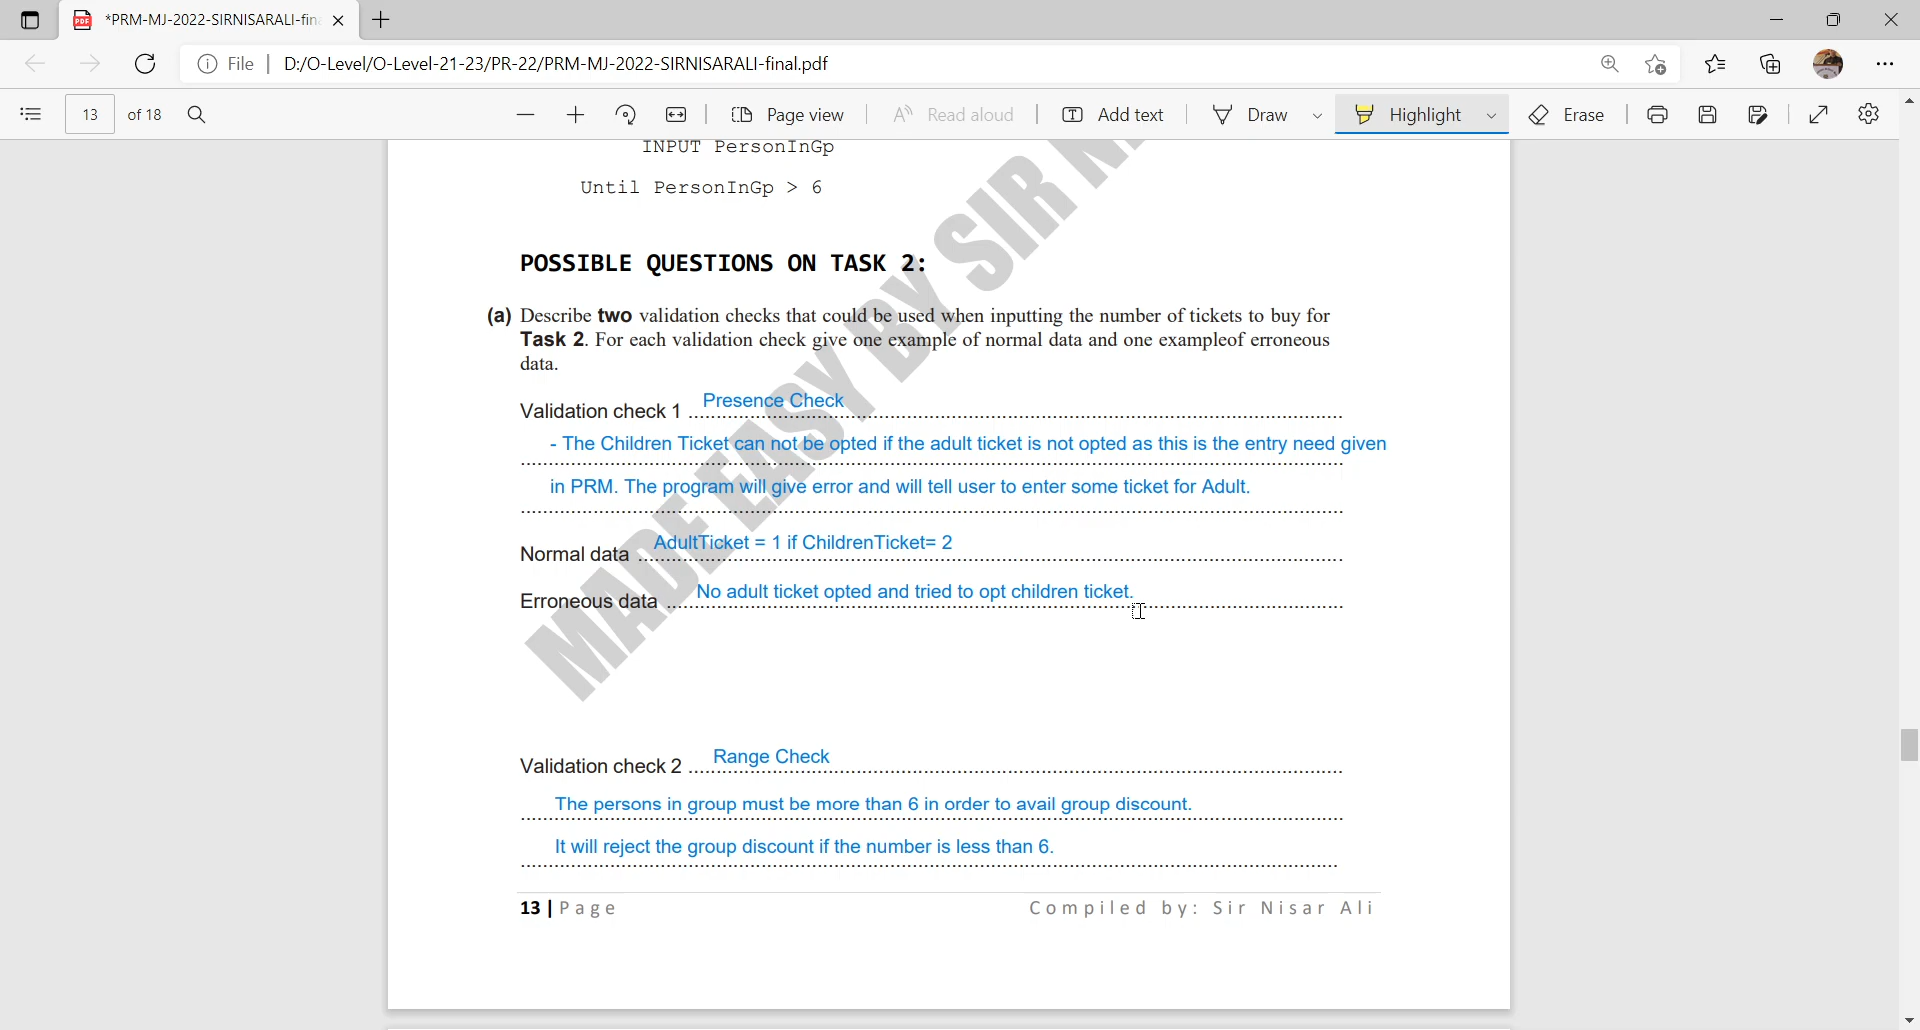 *PRM-MJ-2022-SIRNISARALI-fin
File
D:/O-Level/O-Level-21-23/PR-22/PRM-MJ-2022-SIRNISARALI-final.pdf
13 of 18
Page view
Read aloud
Add text
Draw
Highlight
Erase
INPUT PersonInGp
Until PersonInGp > 6
POSSIBLE QUESTIONS ON TASK 2:
(a) Describe two validation checks that could be used when inputting the number of tickets to buy for
Task 2. For each validation check give one example of normal data and one exampleof erroneous
data.
Validation check 1 Presence Check
- The Children Ticket can not be opted if the adult ticket is not opted as this is the entry need given
in PRM. The program will give error and will tell user to enter some ticket for Adult.
Normal data AdultTicket = 1 if ChildrenTicket= 2
Erroneous data No adult ticket opted and tried to opt children ticket.
Validation check 2 Range Check
The persons in group must be more than 6 in order to avail group discount.
It will reject the group discount if the number is less than 6.
13 | Page
Compiled by: Sir Nisar Ali
MADE EASY BY SIR